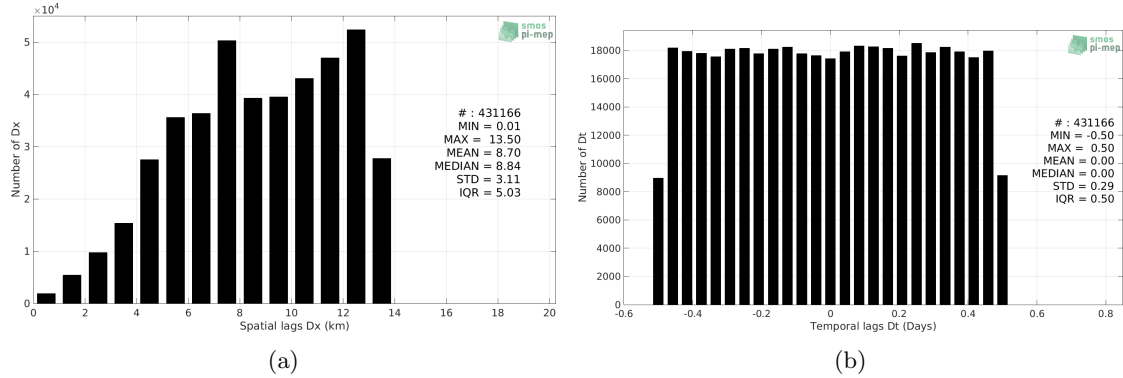 ×10⁴
smos
pi-mep
5
4
3
2
1
0
Number of Dx
# : 431166
MIN = 0.01
MAX = 13.50
MEAN = 8.70
MEDIAN = 8.84
STD = 3.11
IQR = 5.03
0 2 4 6 8 10 12 14 16 18 20
Spatial lags Dx (km)
(a)
smos
pi-mep
18000
16000
14000
12000
10000
8000
6000
4000
2000
0
Number of Dt
# : 431166
MIN = -0.50
MAX = 0.50
MEAN = 0.00
MEDIAN = 0.00
STD = 0.29
IQR = 0.50
-0.6 -0.4 -0.2 0 0.2 0.4 0.6 0.8
Temporal lags Dt (Days)
(b)